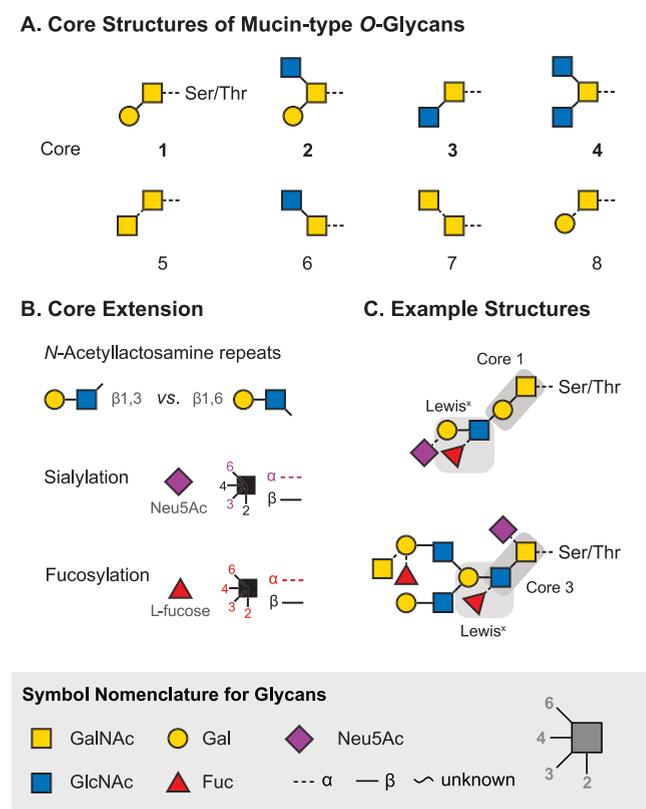 A. Core Structures of Mucin-type O-Glycans
Ser/Thr
Core 1 2 3 4
5 6 7 8
B. Core Extension
N-Acetyllactosamine repeats
β1,3 vs. β1,6
Sialylation
Neu5Ac
6
4
3
2
α
β
Fucosylation
L-fucose
6
4
3
2
α
β
C. Example Structures
Core 1
Ser/Thr
Lewisˣ
Ser/Thr
Core 3
Lewisˣ
Symbol Nomenclature for Glycans
GalNAc Gal Neu5Ac
GlcNAc Fuc α β unknown
6
4
3
2